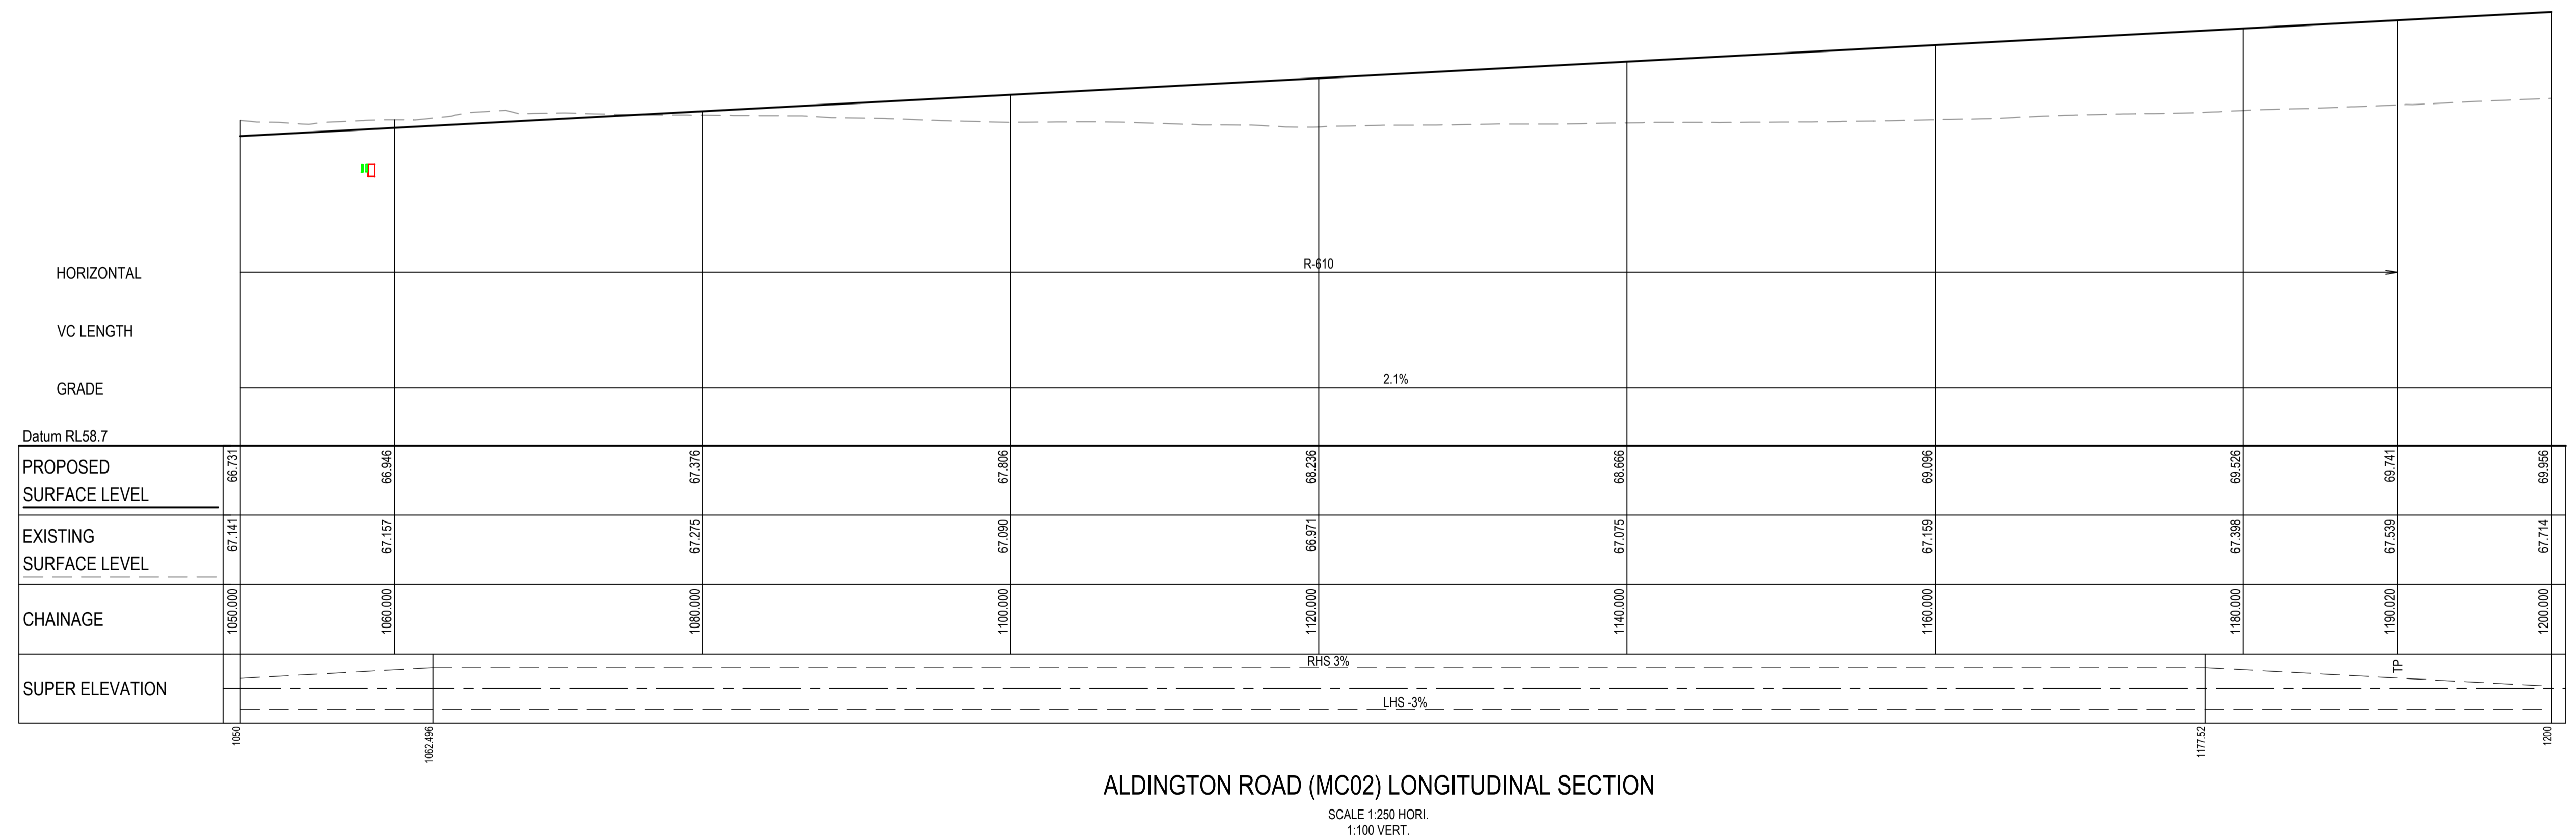 R-610
HORIZONTAL
VC LENGTH
2.1%
GRADE
Datum RL58.7
PROPOSED
SURFACE LEVEL
66.731 66.946 67.376 67.806 68.236 68.666 69.096 69.526 69.741 69.956
EXISTING
SURFACE LEVEL
67.141 67.157 67.275 67.090 66.971 67.075 67.159 67.398 67.539 67.714
CHAINAGE
1050.000 1060.000 1080.000 1100.000 1120.000 1140.000 1160.000 1180.000 1190.020 1200.000
RHS 3%
TP
SUPER ELEVATION
LHS -3%
1050 1062.496 1177.52 1200
ALDINGTON ROAD (MC02) LONGITUDINAL SECTION
SCALE 1:250 HORI.
1:100 VERT.